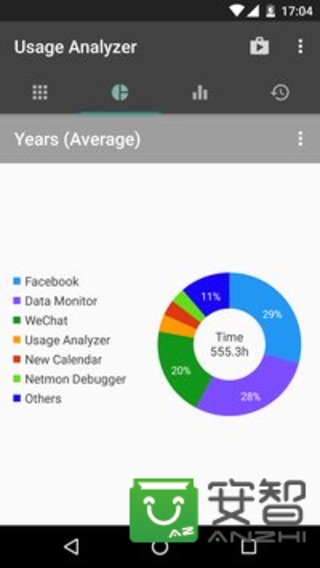 17:04
Usage Analyzer
Years (Average)
Facebook
Data Monitor
WeChat
Usage Analyzer
New Calendar
Netmon Debugger
Others
11%
29%
Time
555.3h
20%
28%
安智
AZ
ANZHI